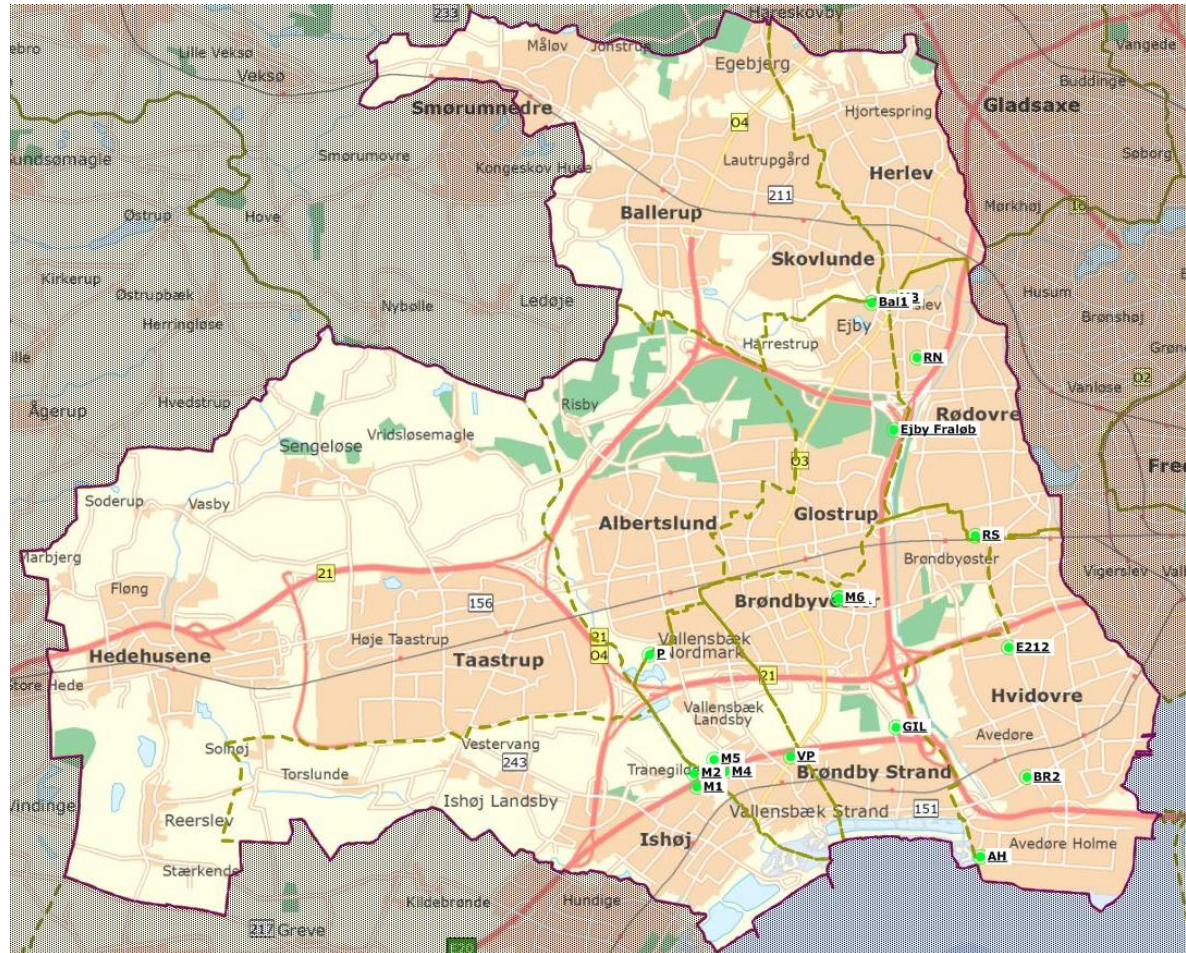 233
Hareskovby
Måløv
Jonstrup
Vangede
Lille Veksø
Veksø
Egebjerg
Buddinge
Smørumnedre
Hjortespring
Gladsaxe
O4
Smørumovre
Kongeskov Huse
Lautrupgård
Søborg
Herlev
211
Østrup
Hove
Ballerup
Mørkhøj
16
Skovlunde
Kirkerup
Østrupbæk
Nybølle
Ledøje
Husum
Bal1
Herringløse
Ejby
Brønshøj
Harrestrup
RN
O2
Vanløse
Ågerup
Hvedstrup
Risby
Rødovre
Sengeløse
Vridsløsemagle
Ejby Fraløb
O3
Soderup
Vasby
Albertslund
Glostrup
RS
Marbjerg
Brøndbyøster
Fløng
21
Vigerslev
156
M6
Høje Taastrup
21
O4
Vallensbæk
Nordmark
P
E212
Hedehusene
Taastrup
21
Hvidovre
Vallensbæk
Landsby
GIL
Avedøre
Solhøj
Vestervang
243
M5
VP
Torslunde
M2
M4
Brøndby Strand
BR2
M1
Ishøj Landsby
Vallensbæk Strand
151
Vindinge
Reerslev
Ishøj
Avedøre Holme
AH
Kildebrønde
Hundige
217
Greve
E20